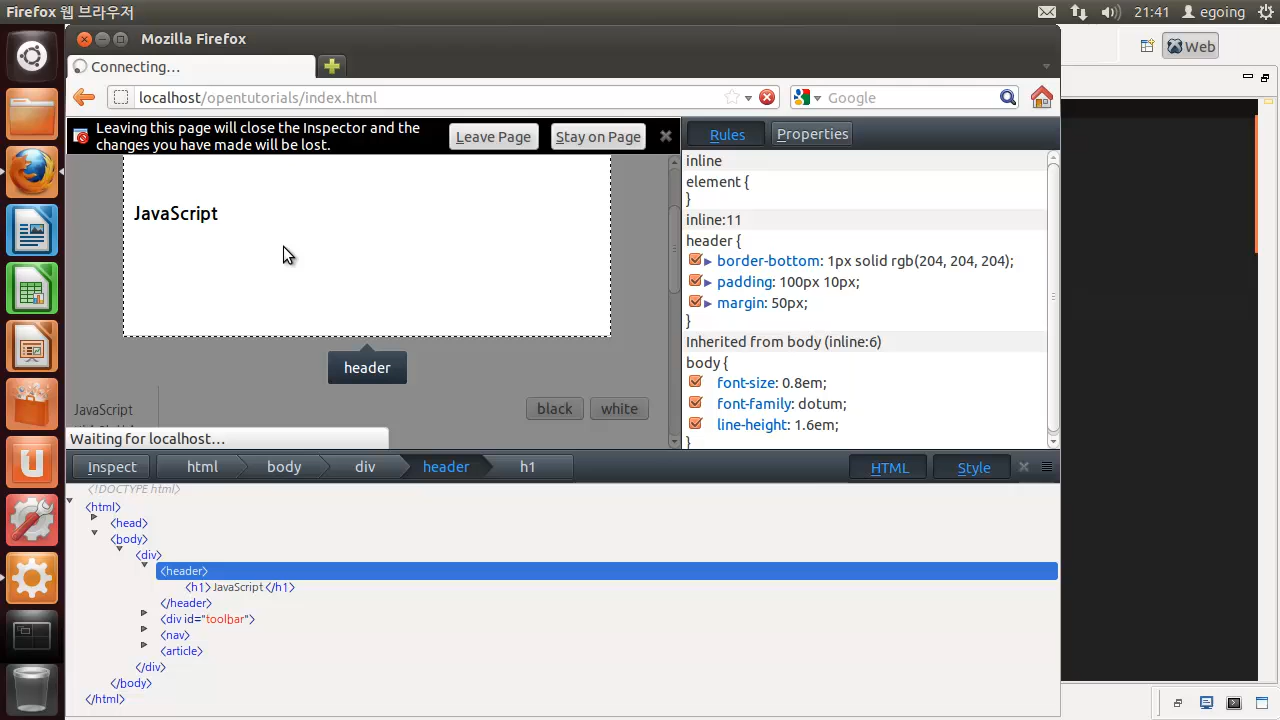 Firefox 웹 브라우저
21:41
egoing
Mozilla Firefox
Web
Connecting...
localhost/opentutorials/index.html
Google
Leaving this page will close the Inspector and the
changes you have made will be lost.
Leave Page
Stay on Page
Rules
Properties
JavaScript
header
JavaScript
black
white
Waiting for localhost...
inline
element {
}
inline:11
header {
border-bottom: 1px solid rgb(204, 204, 204);
padding: 100px 10px;
margin: 50px;
}
Inherited from body (inline:6)
body {
font-size: 0.8em;
font-family: dotum;
line-height: 1.6em;
}
Inspect
html
body
div
header
h1
HTML
Style
<!DOCTYPE html>
<html>
<head>
<body>
<div>
<header>
<h1>JavaScript</h1>
</header>
<div id="toolbar">
<nav>
<article>
</div>
</body>
</html>